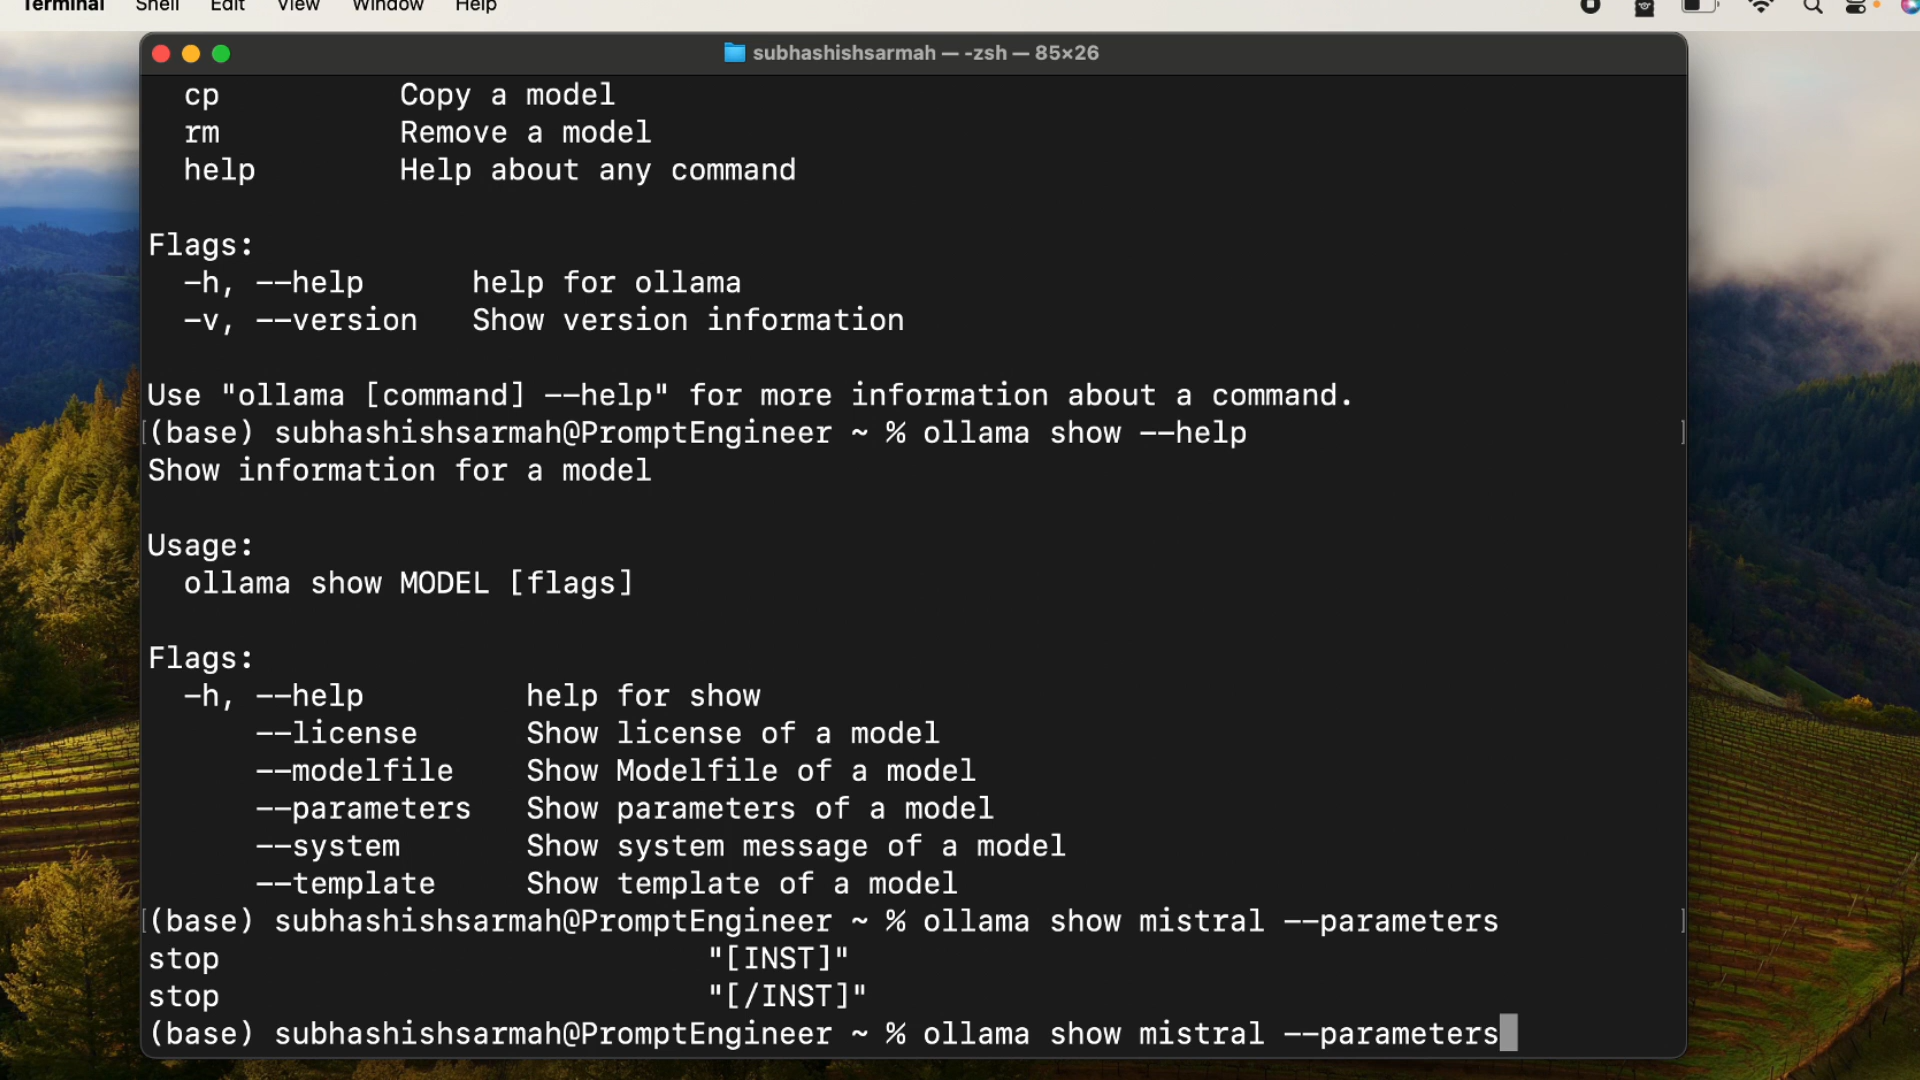 Terminal Shell Edit View Window Help
subhashishsarmah — -zsh — 85×26
cp Copy a model
rm Remove a model
help Help about any command
Flags:
-h, --help help for ollama
-v, --version Show version information
Use "ollama [command] --help" for more information about a command.
[(base) subhashishsarmah@PromptEngineer ~ % ollama show --help ]
Show information for a model
Usage:
ollama show MODEL [flags]
Flags:
-h, --help help for show
--license Show license of a model
--modelfile Show Modelfile of a model
--parameters Show parameters of a model
--system Show system message of a model
--template Show template of a model
[(base) subhashishsarmah@PromptEngineer ~ % ollama show mistral --parameters ]
stop "[INST]"
stop "[/INST]"
(base) subhashishsarmah@PromptEngineer ~ % ollama show mistral --parameters